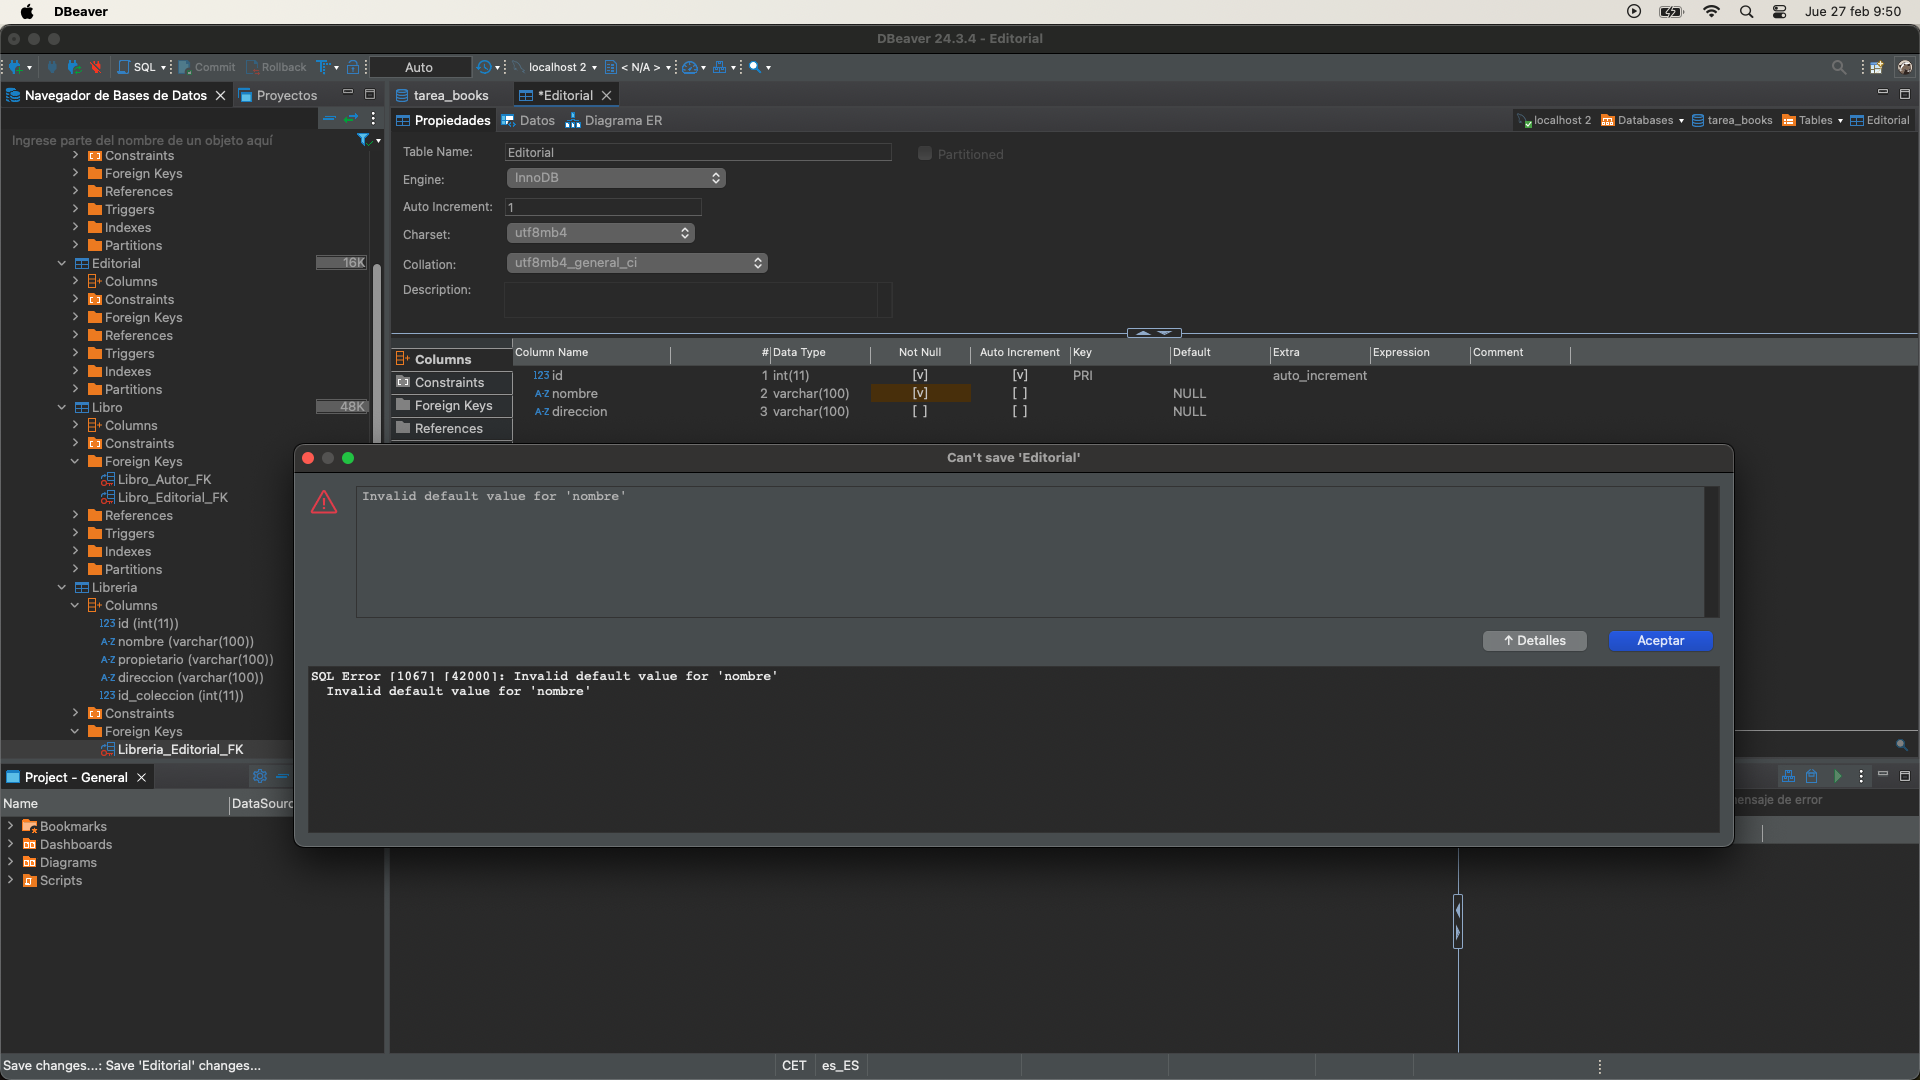 DBeaver
Jue 27 feb 9:50
DBeaver 24.3.4 - Editorial
SQL
Commit
Rollback
Auto
localhost 2
< N/A >
Navegador de Bases de Datos
Proyectos
tarea_books
*Editorial
Propiedades
Datos
Diagrama ER
localhost 2
Databases
tarea_books
Tables
Editorial
Ingrese parte del nombre de un objeto aquí
Constraints
Foreign Keys
References
Triggers
Indexes
Partitions
Editorial
16K
Columns
Constraints
Foreign Keys
References
Triggers
Indexes
Partitions
Libro
48K
Columns
Constraints
Foreign Keys
Libro_Autor_FK
Libro_Editorial_FK
References
Triggers
Indexes
Partitions
Libreria
Columns
123 id (int(11))
A-Z nombre (varchar(100))
A-Z propietario (varchar(100))
A-Z direccion (varchar(100))
123 id_coleccion (int(11))
Constraints
Foreign Keys
Libreria_Editorial_FK
Table Name:
Editorial
Partitioned
Engine:
InnoDB
Auto Increment:
1
Charset:
utf8mb4
Collation:
utf8mb4_general_ci
Description:
Columns
Constraints
Foreign Keys
References
Column Name # Data Type Not Null Auto Increment Key Default Extra Expression Comment
123 id 1 int(11) [v] [v] PRI auto_increment
A-Z nombre 2 varchar(100) [v] [ ] NULL
A-Z direccion 3 varchar(100) [ ] [ ] NULL
Can't save 'Editorial'
Invalid default value for 'nombre'
Detalles
Aceptar
SQL Error [1067] [42000]: Invalid default value for 'nombre'
Invalid default value for 'nombre'
Project - General
Name
DataSourc
Bookmarks
Dashboards
Diagrams
Scripts
ensaje de error
Save changes...: Save 'Editorial' changes...
CET
es_ES